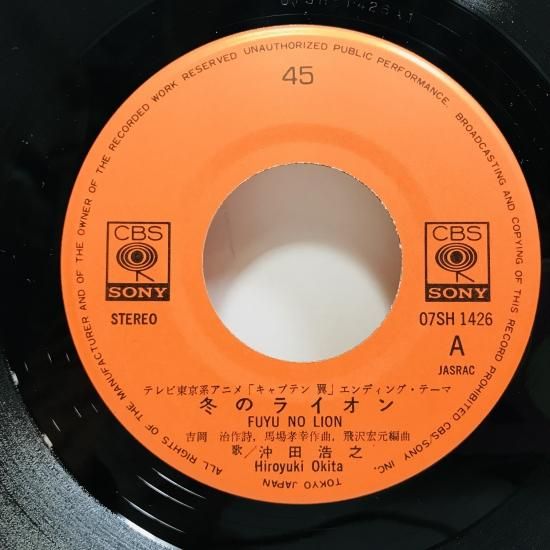 45
ALL RIGHTS OF THE MANUFACTURER AND OF THE OWNER OF THE RECORDED WORK RESERVED UNAUTHORIZED PUBLIC PERFORMANCE, BROADCASTING AND COPYING OF THIS RECORD PROHIBITED CBS/SONY INC. TOKYO JAPAN
CBS
SONY
CBS
SONY
STEREO
07SH 1426
A
JASRAC
テレビ東京系アニメ「キャプテン 翼」エンディング・テーマ
冬のライオン
FUYU NO LION
吉岡 治作詩, 馬場孝幸作曲, 飛沢宏元編曲
歌/沖田浩之
Hiroyuki Okita